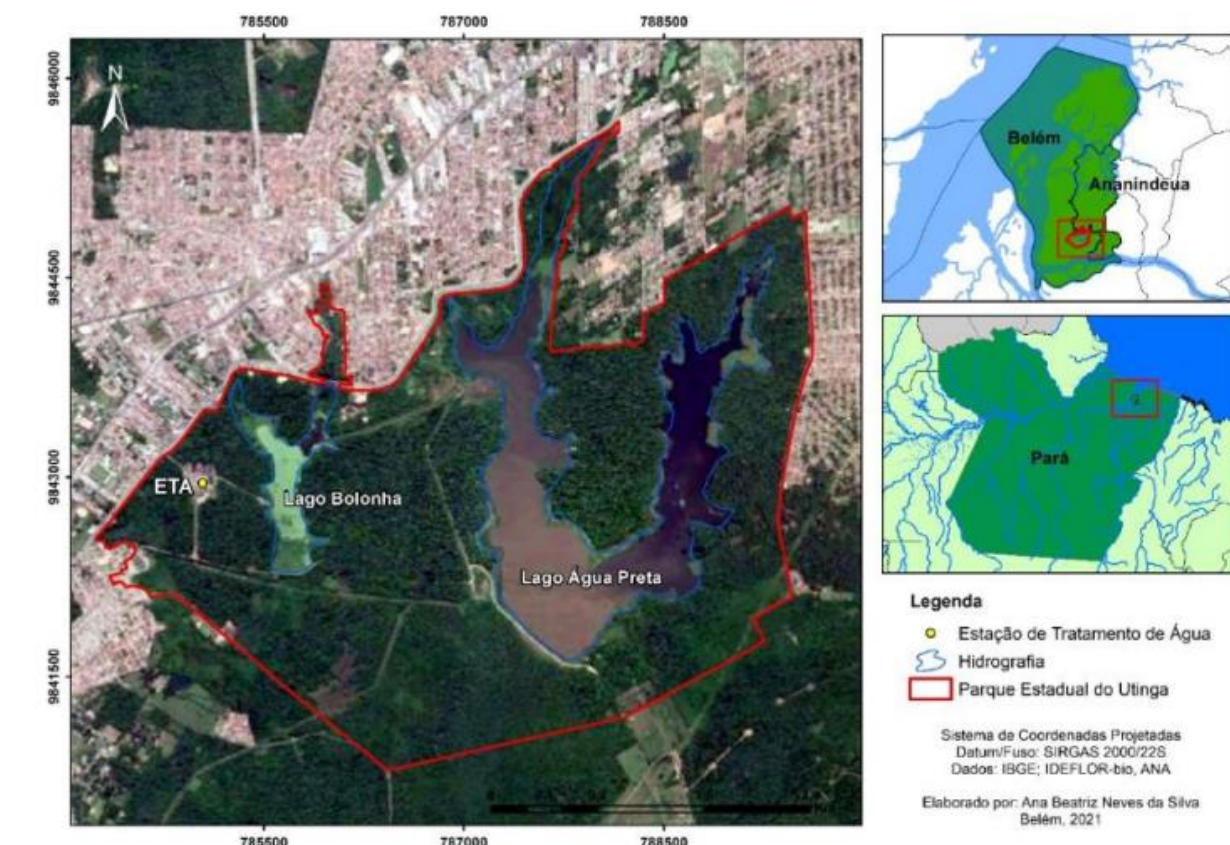 785500 787000 788500
9846000
9844500
9843000
9841500
N
ETA
Lago Bolonha
Lago Água Preta
785500 787000 788500
Belém
Ananindeua
Pará
Legenda
Estação de Tratamento de Água
Hidrografia
Parque Estadual do Utinga
Sistema de Coordenadas Projetadas
Datum/Fuso: SIRGAS 2000/22S
Dados: IBGE; IDEFLOR-bio, ANA
Elaborado por: Ana Beatriz Neves da Silva
Belém, 2021